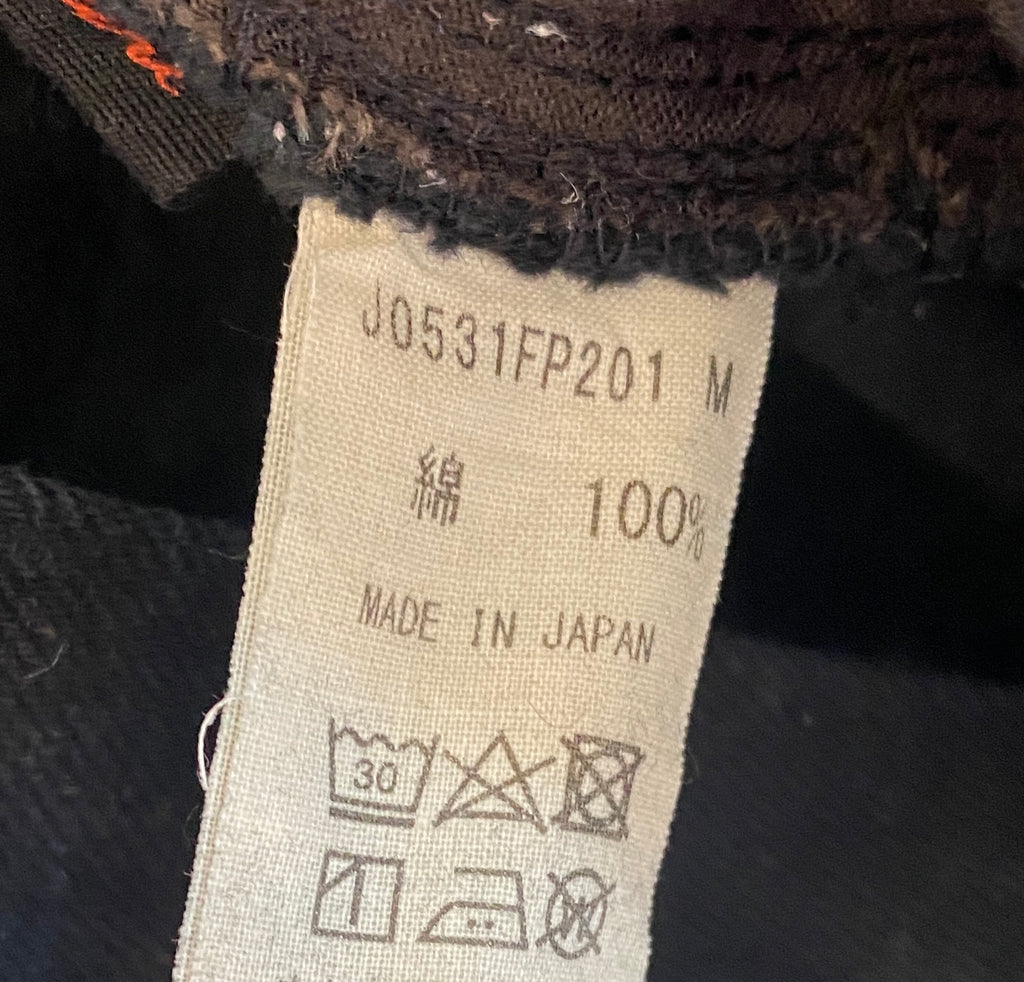 J0531FP201 M
綿 100%
MADE IN JAPAN
30